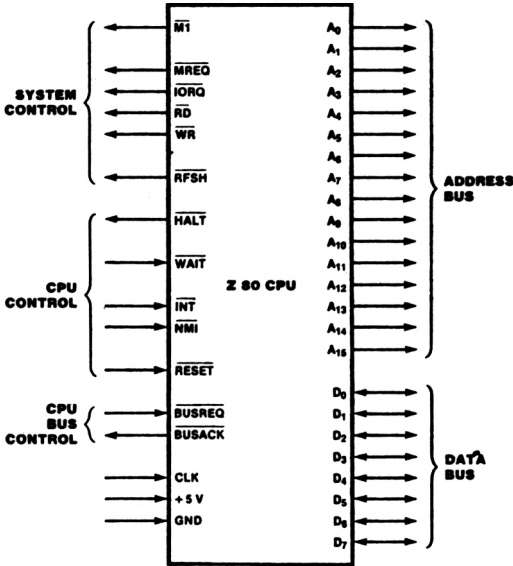 SYSTEM
CONTROL
M1
MREQ
IORQ
RD
WR
RFSH
CPU
CONTROL
HALT
WAIT
INT
NMI
RESET
CPU
BUS
CONTROL
BUSREQ
BUSACK
CLK
+5 V
GND
Z 80 CPU
A0
A1
A2
A3
A4
A5
A6
A7
A8
A9
A10
A11
A12
A13
A14
A15
ADDRESS
BUS
D0
D1
D2
D3
D4
D5
D6
D7
DATA
BUS